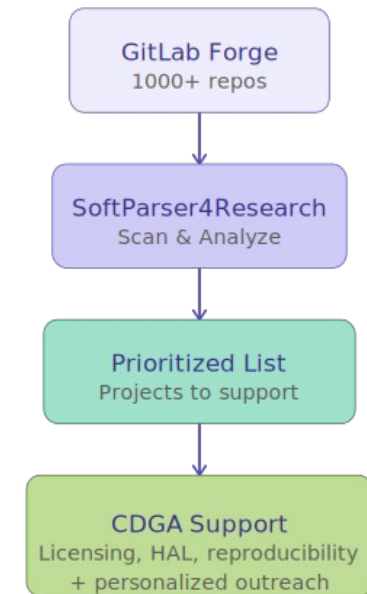 GitLab Forge
1000+ repos
SoftParser4Research
Scan & Analyze
Prioritized List
Projects to support
CDGA Support
Licensing, HAL, reproducibility
+ personalized outreach